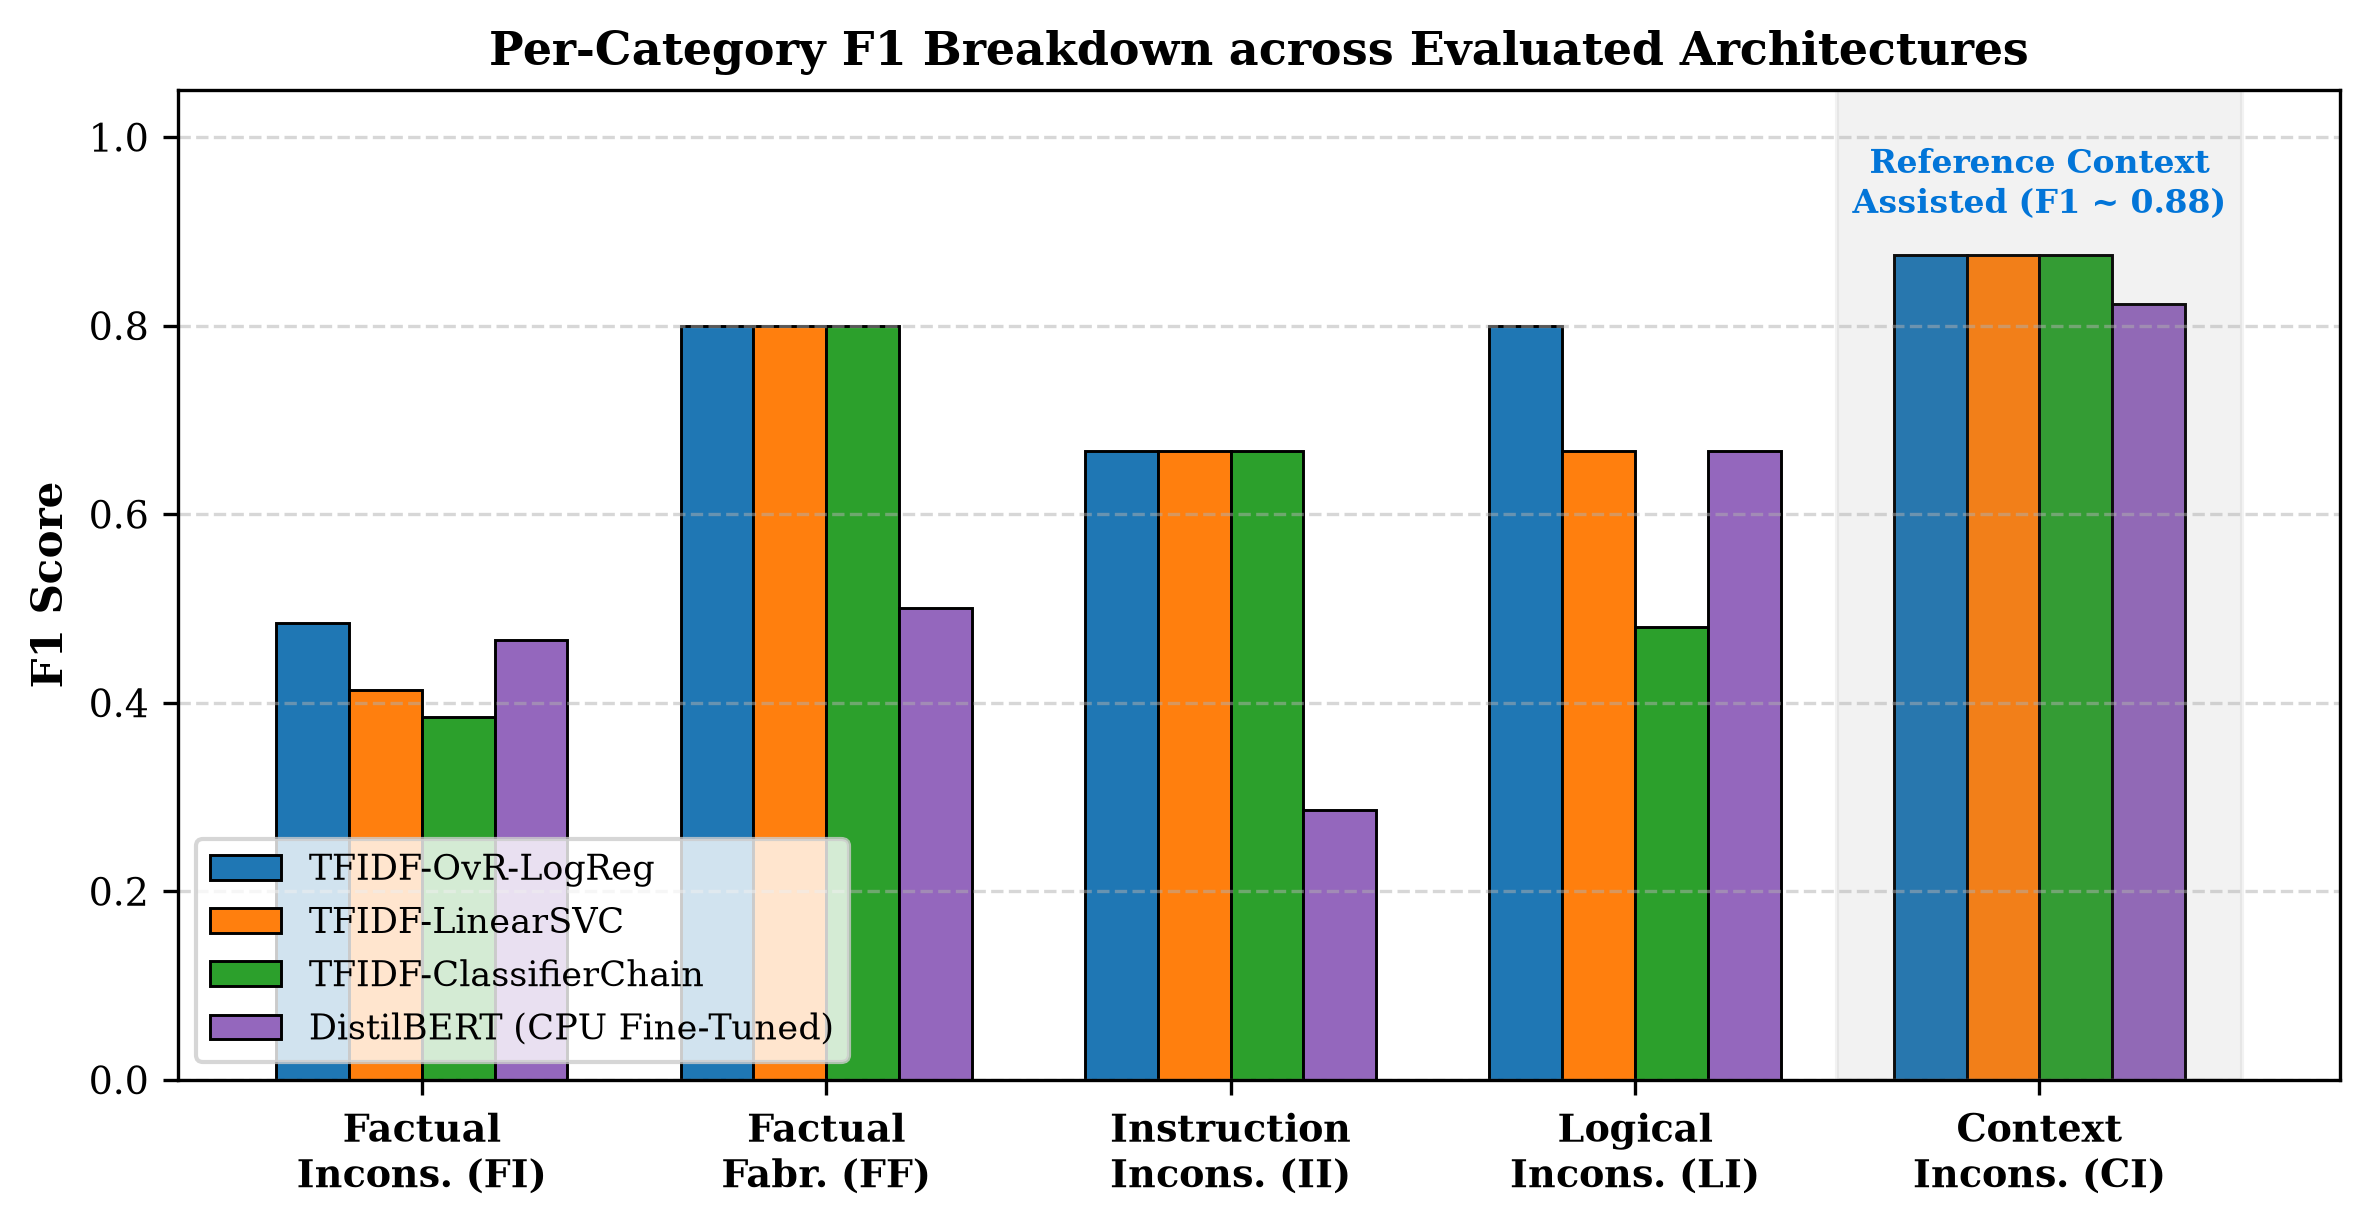 Per-Category F1 Breakdown across Evaluated Architectures
F1 Score
1.0
0.8
0.6
0.4
0.2
0.0
Reference Context
Assisted (F1 ~ 0.88)
TFIDF-OvR-LogReg
TFIDF-LinearSVC
TFIDF-ClassifierChain
DistilBERT (CPU Fine-Tuned)
Factual
Incons. (FI)
Factual
Fabr. (FF)
Instruction
Incons. (II)
Logical
Incons. (LI)
Context
Incons. (CI)